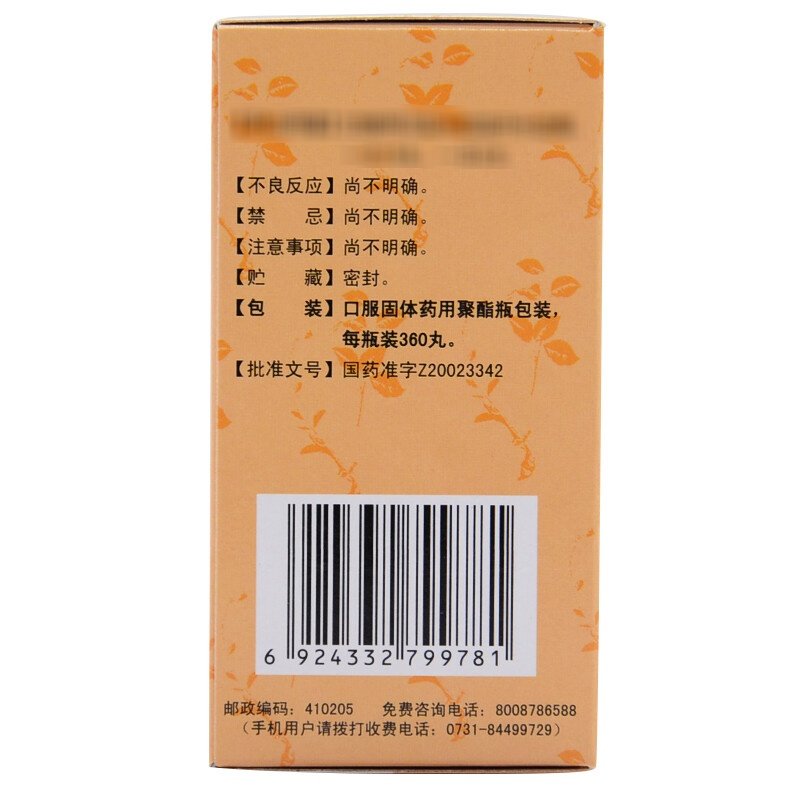 【不良反应】尚不明确。
【禁　　忌】尚不明确。
【注意事项】尚不明确。
【贮　　藏】密封。
【包　　装】口服固体药用聚酯瓶包装，
每瓶装360丸。
【批准文号】国药准字Z20023342
6 924332 799781
邮政编码：410205　免费咨询电话：8008786588
（手机用户请拨打收费电话：0731-84499729）